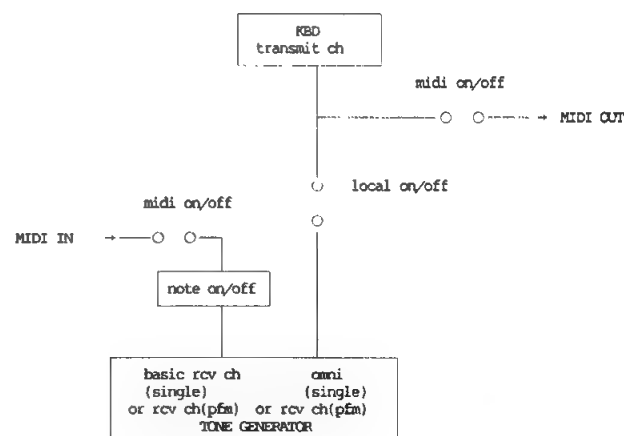 KBD
transmit ch
midi on/off
MIDI OUT
local on/off
midi on/off
MIDI IN
note on/off
basic rcv ch omni
(single) (single)
or rcv ch(pfm) or rcv ch(pfm)
TONE GENERATOR